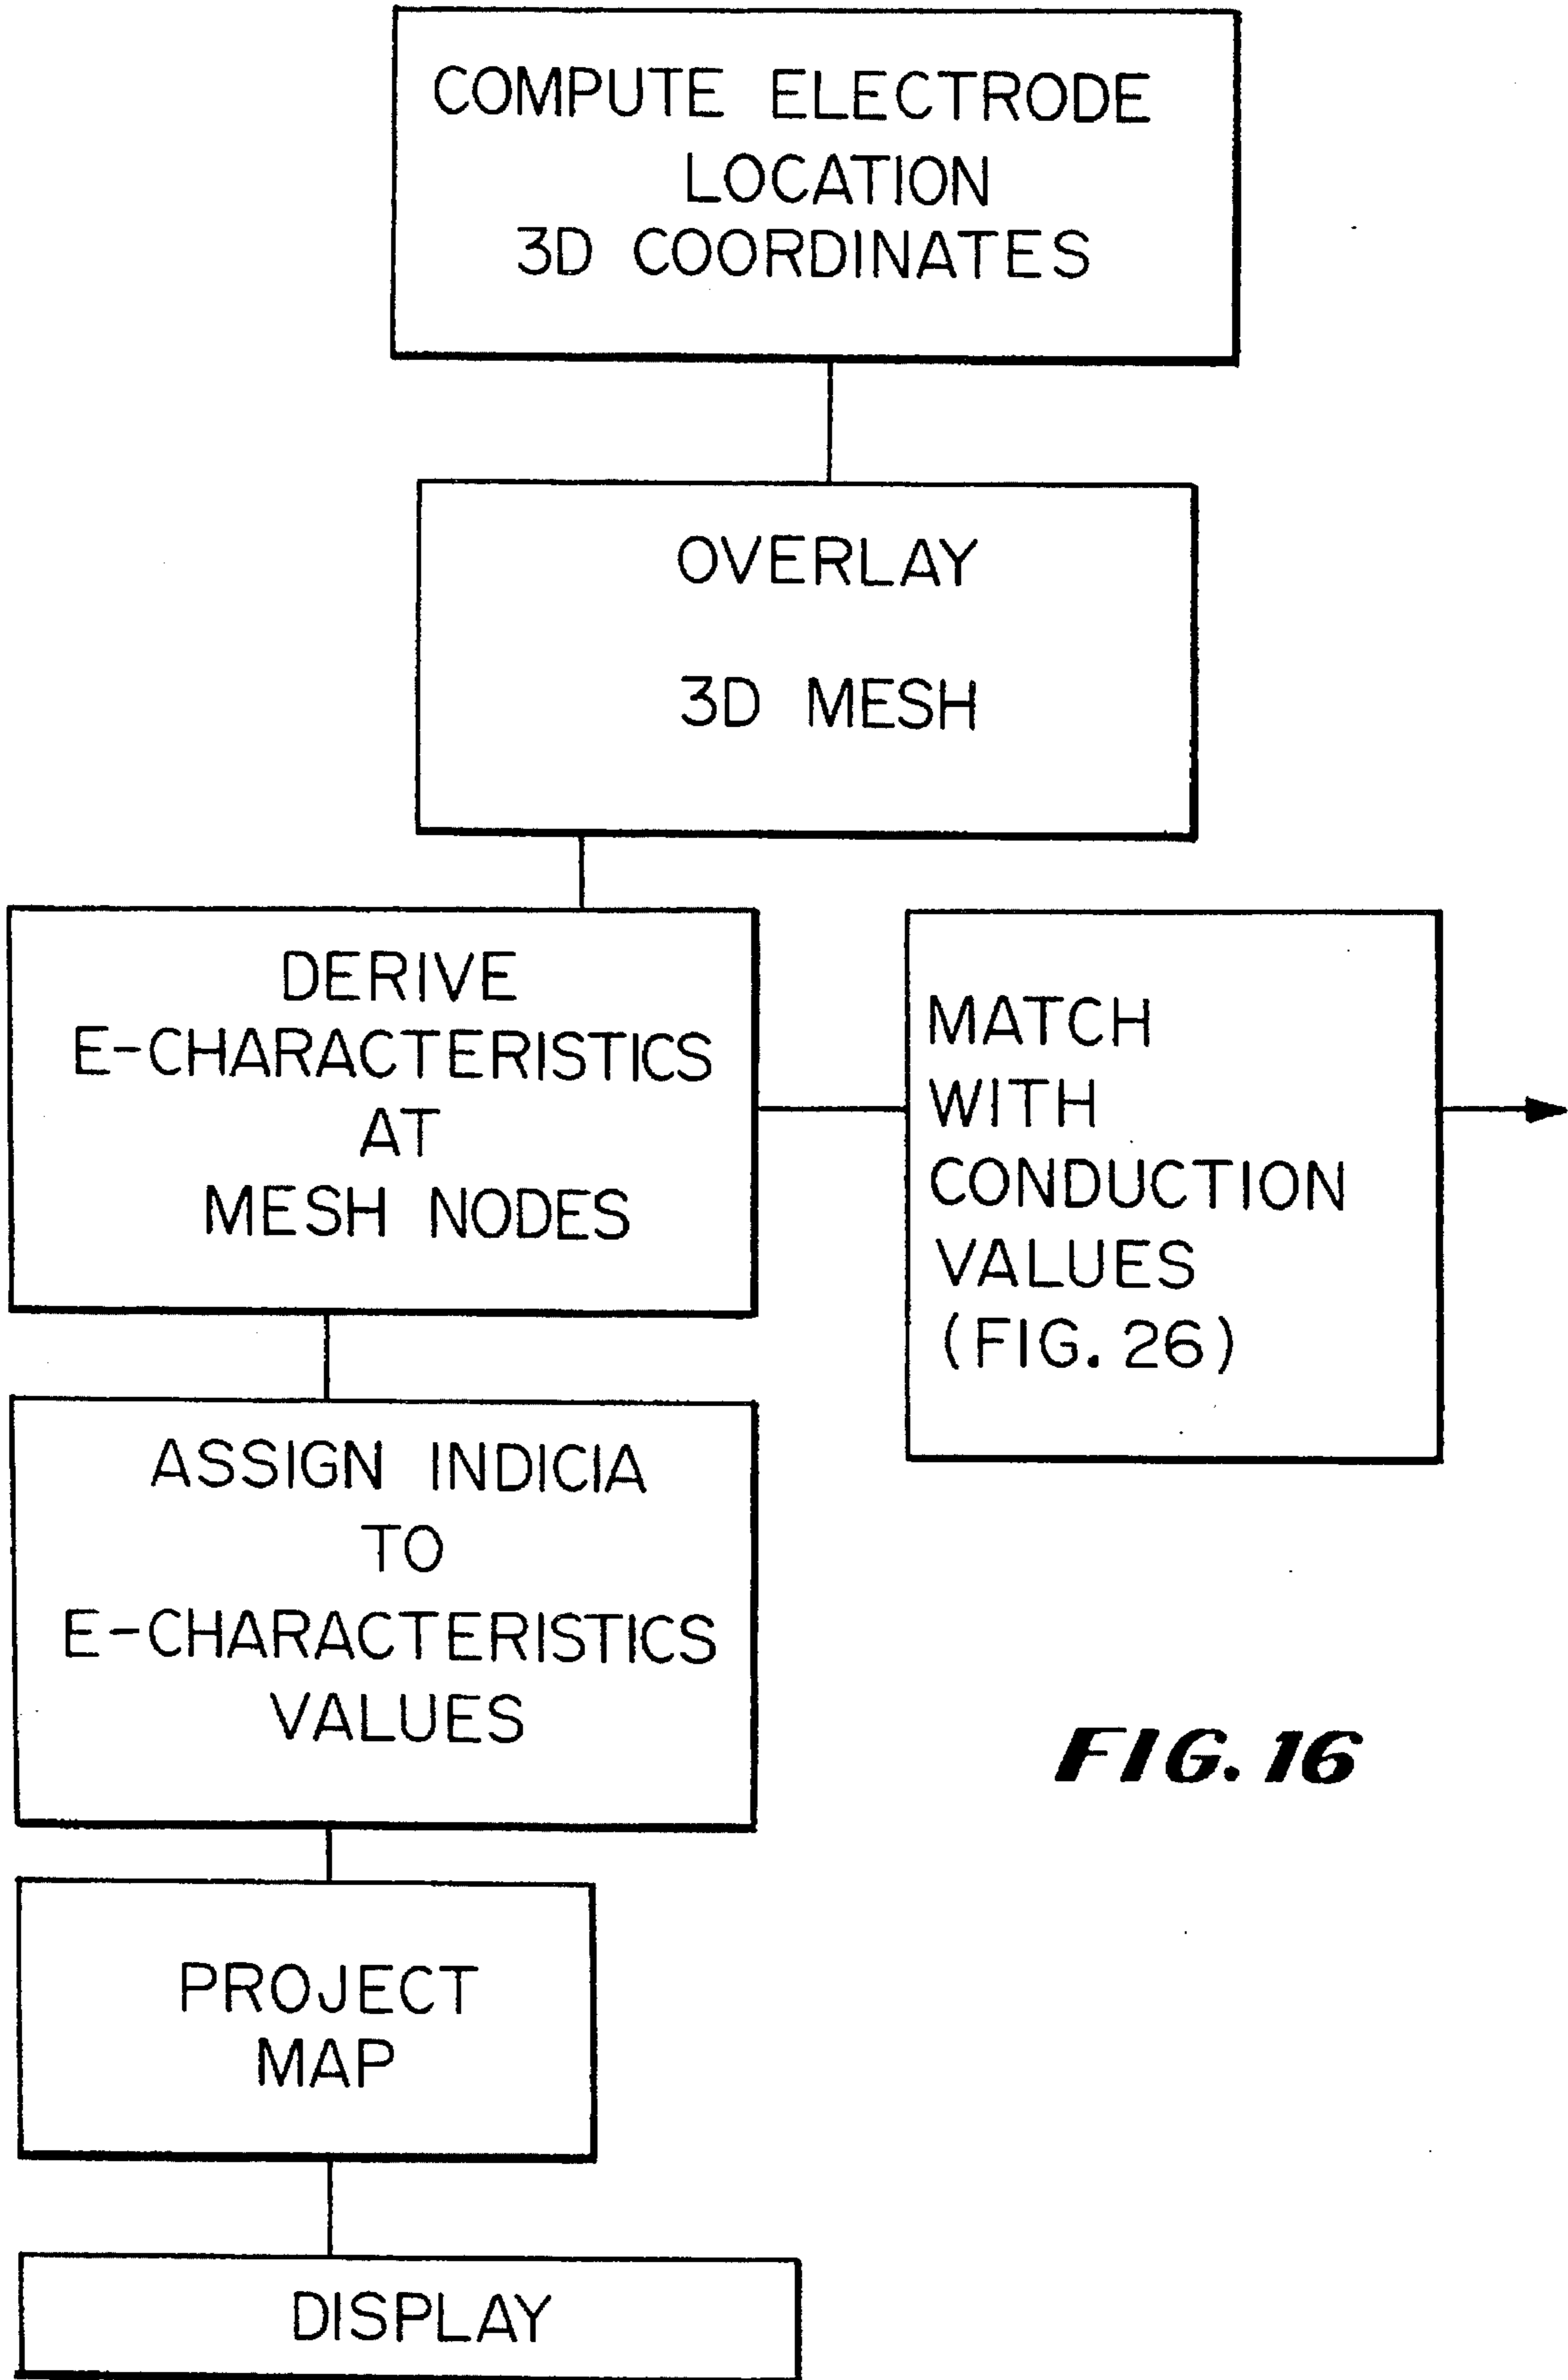 COMPUTE ELECTRODE
LOCATION
3D COORDINATES
OVERLAY
3D MESH
DERIVE
E-CHARACTERISTICS
AT
MESH NODES
MATCH
WITH
CONDUCTION
VALUES
(FIG. 26)
ASSIGN INDICIA
TO
E-CHARACTERISTICS
VALUES
FIG. 16
PROJECT
MAP
DISPLAY